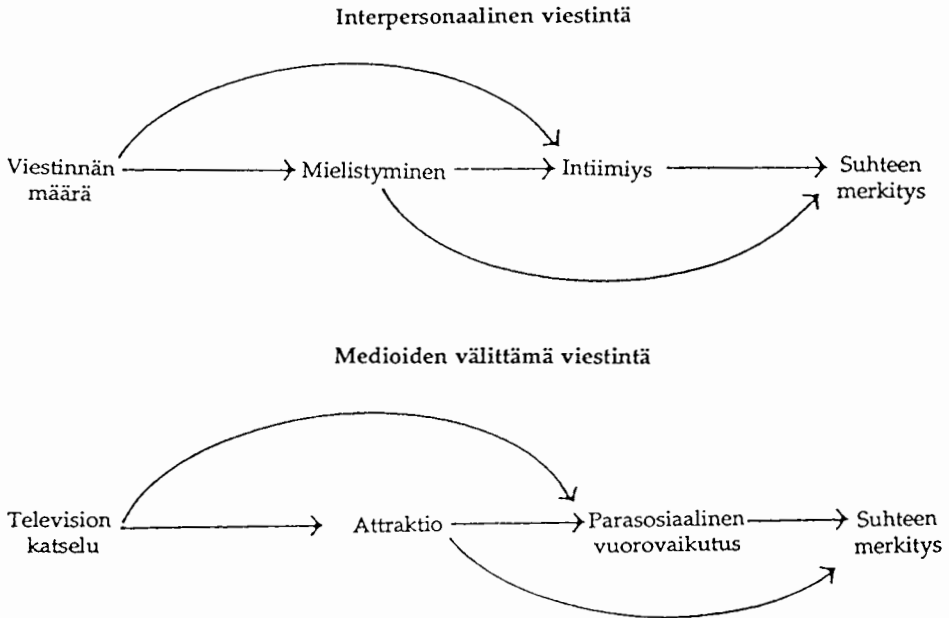 Interpersonaalinen viestintä
Viestinnän määrä
Mielistyminen
Intiimiys
Suhteen merkitys
Medioiden välittämä viestintä
Television katselu
Attraktio
Parasosiaalinen vuorovaikutus
Suhteen merkitys